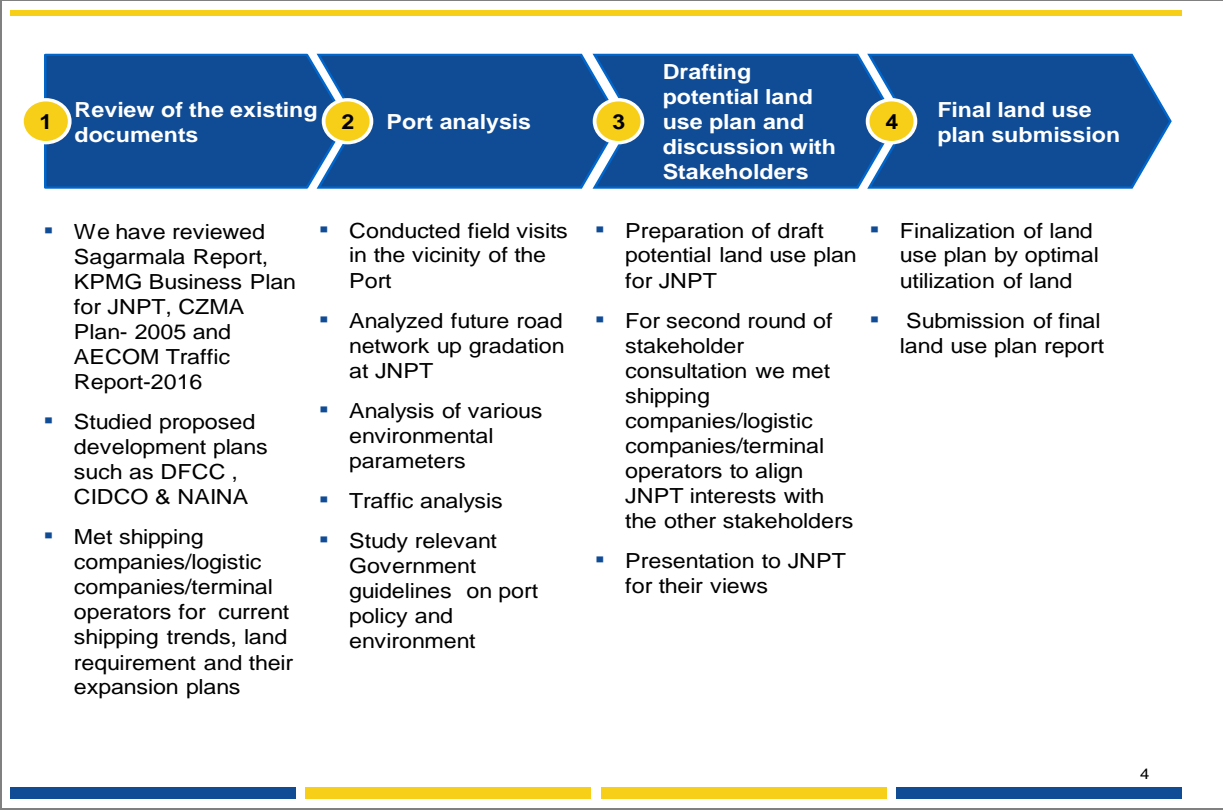 1
Review of the existing
documents
2
Port analysis
3
Drafting
potential land
use plan and
discussion with
Stakeholders
4
Final land use
plan submission
We have reviewed
Sagarmala Report,
KPMG Business Plan
for JNPT, CZMA
Plan- 2005 and
AECOM Traffic
Report-2016
Studied proposed
development plans
such as DFCC ,
CIDCO & NAINA
Met shipping
companies/logistic
companies/terminal
operators for current
shipping trends, land
requirement and their
expansion plans
Conducted field visits
in the vicinity of the
Port
Analyzed future road
network up gradation
at JNPT
Analysis of various
environmental
parameters
Traffic analysis
Study relevant
Government
guidelines on port
policy and
environment
Preparation of draft
potential land use plan
for JNPT
For second round of
stakeholder
consultation we met
shipping
companies/logistic
companies/terminal
operators to align
JNPT interests with
the other stakeholders
Presentation to JNPT
for their views
Finalization of land
use plan by optimal
utilization of land
Submission of final
land use plan report
4